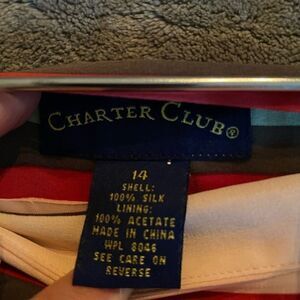 CHARTER CLUB®
14
SHELL:
100% SILK
LINING:
100% ACETATE
MADE IN CHINA
WPL 8046
SEE CARE ON
REVERSE